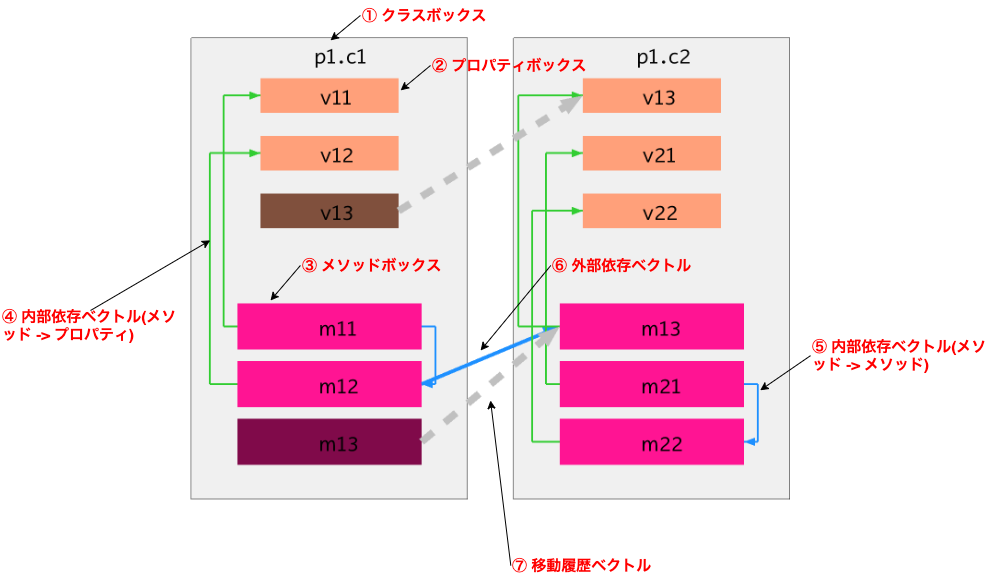 ① クラスボックス
p1.c1
p1.c2
② プロパティボックス
v11
v13
v12
v21
v13
v22
③ メソッドボックス
⑥ 外部依存ベクトル
④ 内部依存ベクトル(メソ
ッド -> プロパティ)
m11
m13
⑤ 内部依存ベクトル(メソ
ッド -> メソッド)
m12
m21
m13
m22
⑦ 移動履歴ベクトル